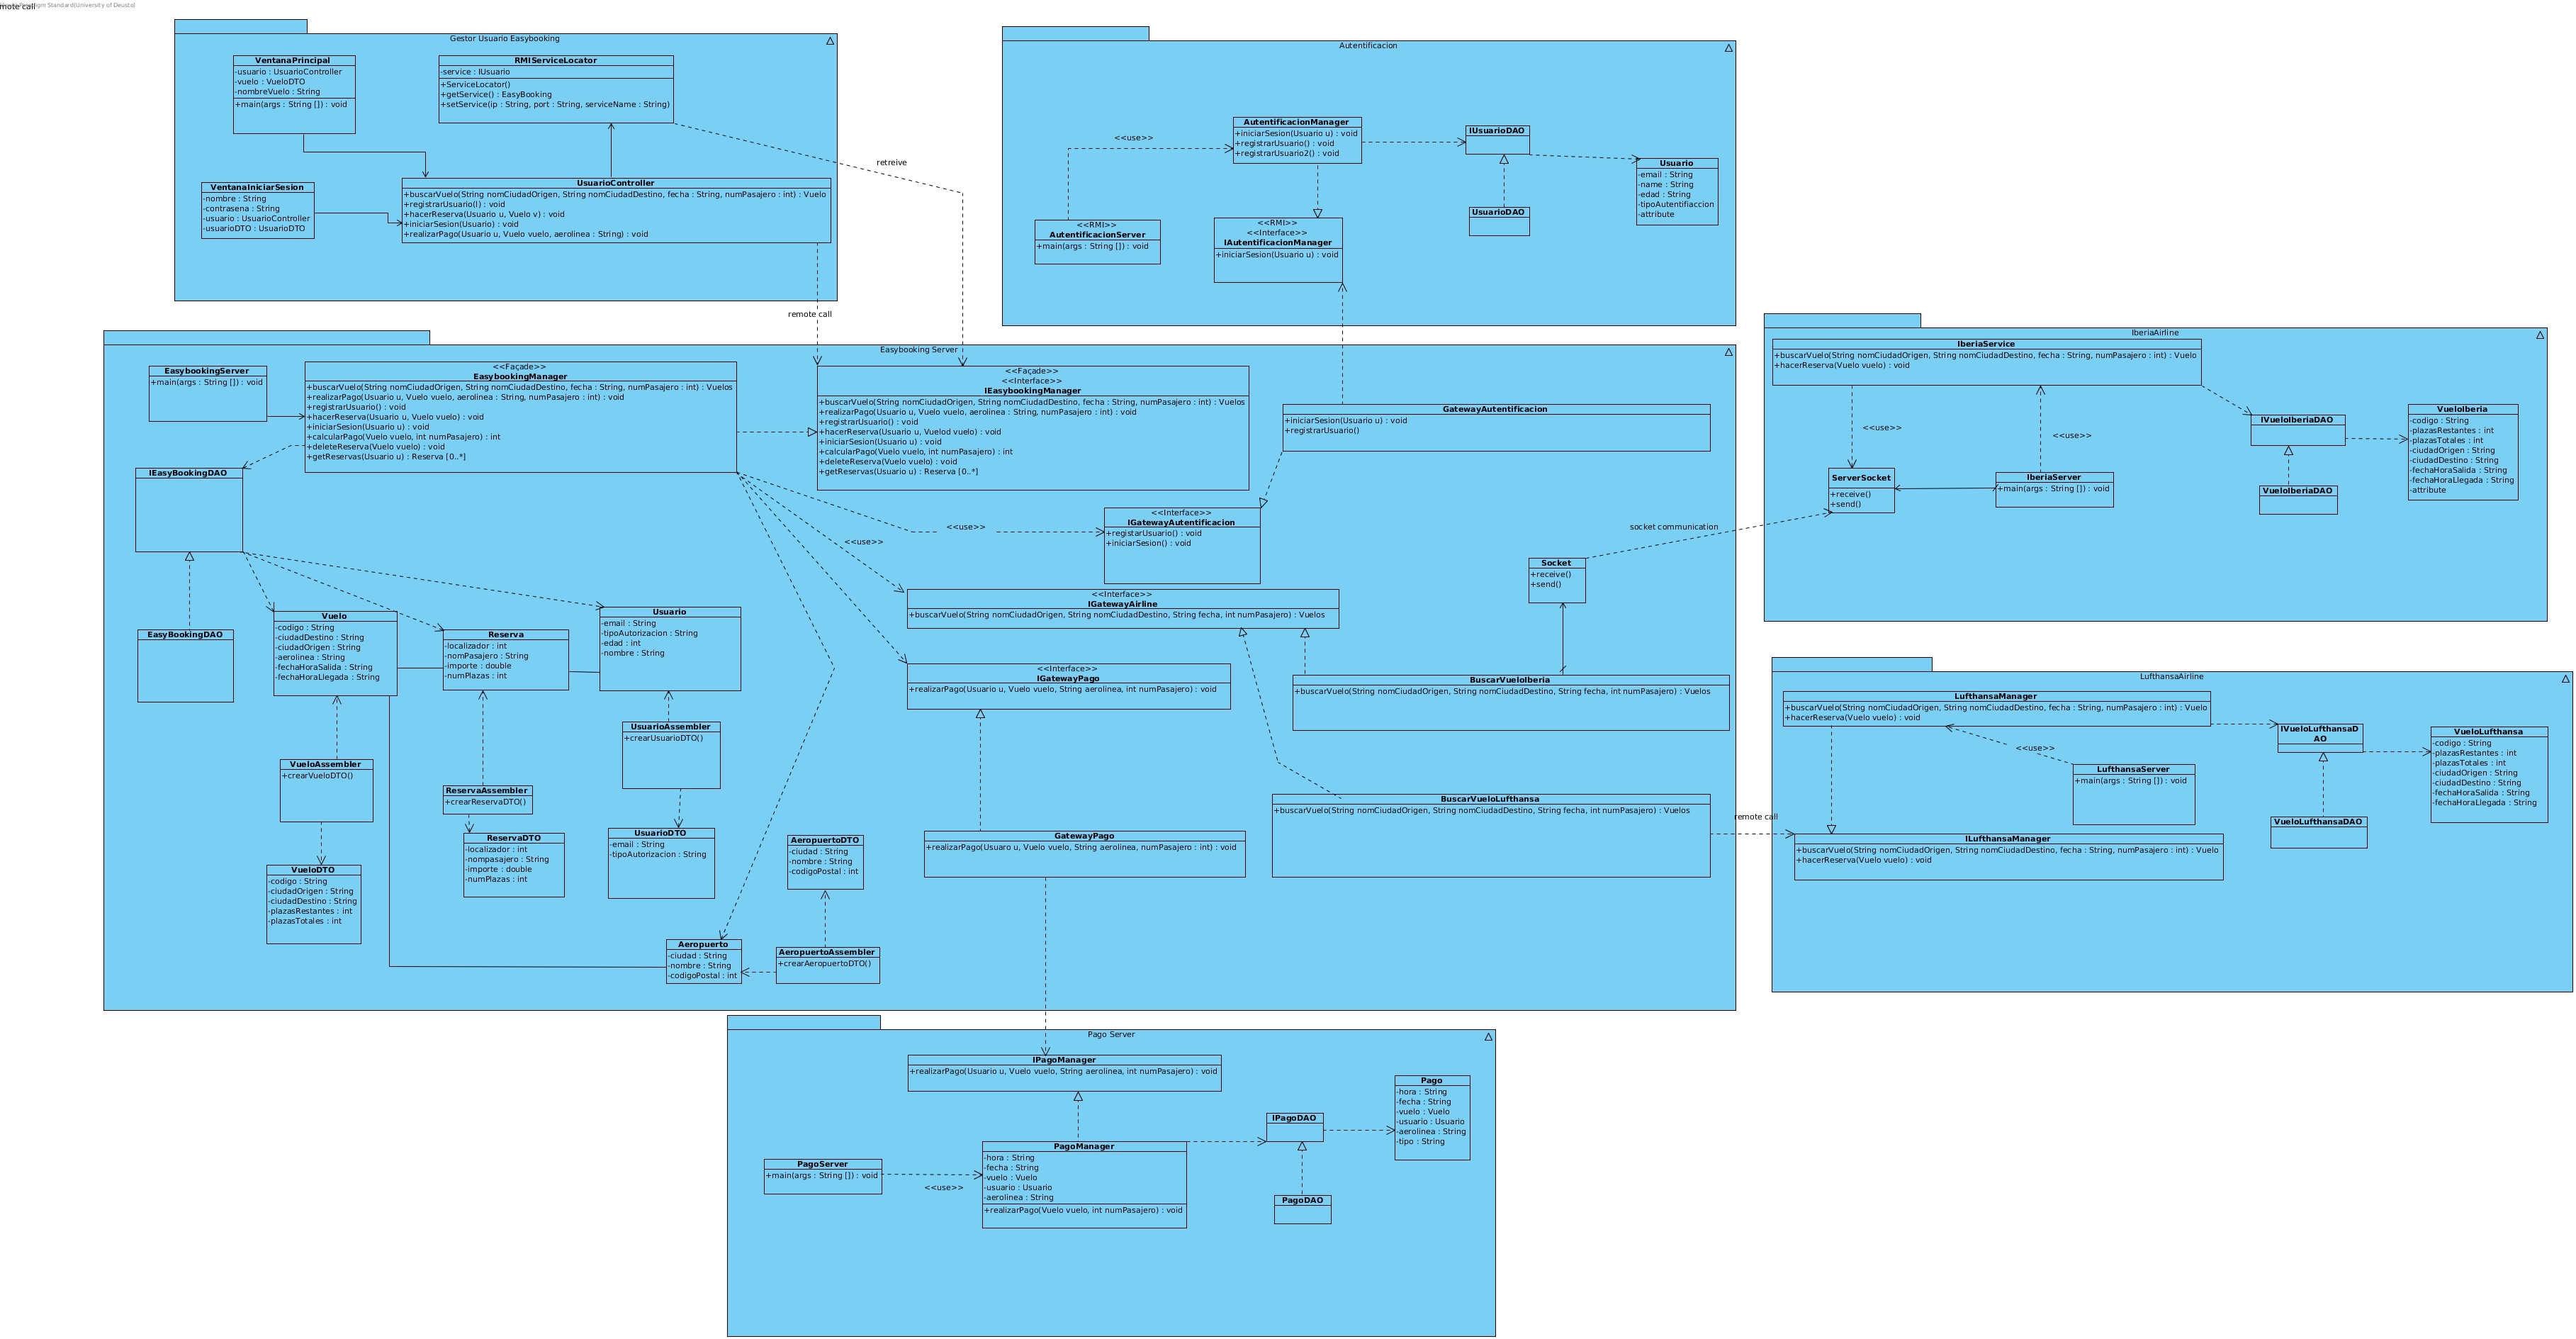 remote call
Gestor Usuario Easybooking
VentanaPrincipal
-usuario : UsuarioController
-vuelo : VueloDTO
-nombreVuelo : String
+main(args : String []) : void
RMIServiceLocator
-service : IUsuario
+ServiceLocator()
+getService() : EasyBooking
+setService(ip : String, port : String, serviceName : String)
VentanaIniciarSesion
-nombre : String
-contrasena : String
-usuario : UsuarioController
-usuarioDTO : UsuarioDTO
UsuarioController
+buscarVuelo(String nomCiudadOrigen, String nomCiudadDestino, fecha : String, numPasajero : int) : Vuelo
+registrarUsuario(l) : void
+hacerReserva(Usuario u, Vuelo v) : void
+iniciarSesion(Usuario) : void
+realizarPago(Usuario u, Vuelo vuelo, aerolinea : String) : void
retreive
remote call
Autentificacion
<<use>>
AutentificacionManager
+iniciarSesion(Usuario u) : void
+registrarUsuario() : void
+registrarUsuario2() : void
IUsuarioDAO
Usuario
-email : String
-name : String
-edad : String
-tipoAutentifiaccion
-attribute
UsuarioDAO
<<RMI>>
AutentificacionServer
+main(args : String []) : void
<<RMI>>
<<Interface>>
IAutentificacionManager
+iniciarSesion(Usuario u) : void
Easybooking Server
EasybookingServer
+main(args : String []) : void
<<Façade>>
EasybookingManager
+buscarVuelo(String nomCiudadOrigen, String nomCiudadDestino, fecha : String, numPasajero : int) : Vuelos
+realizarPago(Usuario u, Vuelo vuelo, aerolinea : String, numPasajero : int) : void
+registrarUsuario() : void
+hacerReserva(Usuario u, Vuelo vuelo) : void
+iniciarSesion(Usuario u) : void
+calcularPago(Vuelo vuelo, int numPasajero) : int
+deleteReserva(Vuelo vuelo) : void
+getReservas(Usuario u) : Reserva [0..*]
<<Façade>>
<<Interface>>
IEasybookingManager
+buscarVuelo(String nomCiudadOrigen, String nomCiudadDestino, fecha : String, numPasajero : int) : Vuelos
+realizarPago(Usuario u, Vuelo vuelo, aerolinea : String, numPasajero : int) : void
+registrarUsuario() : void
+hacerReserva(Usuario u, Vuelod vuelo) : void
+iniciarSesion(Usuario u) : void
+calcularPago(Vuelo vuelo, int numPasajero) : int
+deleteReserva(Vuelo vuelo) : void
+getReservas(Usuario u) : Reserva [0..*]
GatewayAutentificacion
+iniciarSesion(Usuario u) : void
+registrarUsuario()
IEasyBookingDAO
<<Interface>>
IGatewayAutentificacion
+registarUsuario() : void
+iniciarSesion() : void
<<use>>
<<use>>
<<Interface>>
IGatewayAirline
+buscarVuelo(String nomCiudadOrigen, String nomCiudadDestino, String fecha, int numPasajero) : Vuelos
Socket
+receive()
+send()
socket communication
EasyBookingDAO
Vuelo
-codigo : String
-ciudadDestino : String
-ciudadOrigen : String
-aerolinea : String
-fechaHoraSalida : String
-fechaHoraLlegada : String
Reserva
-localizador : int
-nomPasajero : String
-importe : double
-numPlazas : int
Usuario
-email : String
-tipoAutorizacion : String
-edad : int
-nombre : String
<<Interface>>
IGatewayPago
+realizarPago(Usuario u, Vuelo vuelo, String aerolinea, int numPasajero) : void
BuscarVueloIberia
+buscarVuelo(String nomCiudadOrigen, String nomCiudadDestino, String fecha, int numPasajero) : Vuelos
UsuarioAssembler
+crearUsuarioDTO()
VueloAssembler
+crearVueloDTO()
ReservaAssembler
+crearReservaDTO()
BuscarVueloLufthansa
+buscarVuelo(String nomCiudadOrigen, String nomCiudadDestino, String fecha, int numPasajero) : Vuelos
remote call
ReservaDTO
-localizador : int
-nompasajero : String
-importe : double
-numPlazas : int
UsuarioDTO
-email : String
-tipoAutorizacion : String
AeropuertoDTO
-ciudad : String
-nombre : String
-codigoPostal : int
GatewayPago
+realizarPago(Usuaro u, Vuelo vuelo, String aerolinea, numPasajero : int) : void
VueloDTO
-codigo : String
-ciudadOrigen : String
-ciudadDestino : String
-plazasRestantes : int
-plazasTotales : int
Aeropuerto
-ciudad : String
-nombre : String
-codigoPostal : int
AeropuertoAssembler
+crearAeropuertoDTO()
IberiaAirline
IberiaService
+buscarVuelo(String nomCiudadOrigen, String nomCiudadDestino, fecha : String, numPasajero : int) : Vuelo
+hacerReserva(Vuelo vuelo) : void
<<use>>
<<use>>
IVueloIberiaDAO
VueloIberia
-codigo : String
-plazasRestantes : int
-plazasTotales : int
-ciudadOrigen : String
-ciudadDestino : String
-fechaHoraSalida : String
-fechaHoraLlegada : String
-attribute
ServerSocket
+receive()
+send()
IberiaServer
+main(args : String []) : void
VueloIberiaDAO
LufthansaAirline
LufthansaManager
+buscarVuelo(String nomCiudadOrigen, String nomCiudadDestino, fecha : String, numPasajero : int) : Vuelo
+hacerReserva(Vuelo vuelo) : void
<<use>>
IVueloLufthansaD
AO
VueloLufthansa
-codigo : String
-plazasRestantes : int
-plazasTotales : int
-ciudadOrigen : String
-ciudadDestino : String
-fechaHoraSalida : String
-fechaHoraLlegada : String
LufthansaServer
+main(args : String []) : void
VueloLufthansaDAO
ILufthansaManager
+buscarVuelo(String nomCiudadOrigen, String nomCiudadDestino, fecha : String, numPasajero : int) : Vuelo
+hacerReserva(Vuelo vuelo) : void
Pago Server
IPagoManager
+realizarPago(Usuario u, Vuelo vuelo, String aerolinea, int numPasajero) : void
Pago
-hora : String
-fecha : String
-vuelo : Vuelo
-usuario : Usuario
-aerolinea : String
-tipo : String
IPagoDAO
PagoServer
+main(args : String []) : void
<<use>>
PagoManager
-hora : String
-fecha : String
-vuelo : Vuelo
-usuario : Usuario
-aerolinea : String
+realizarPago(Vuelo vuelo, int numPasajero) : void
PagoDAO